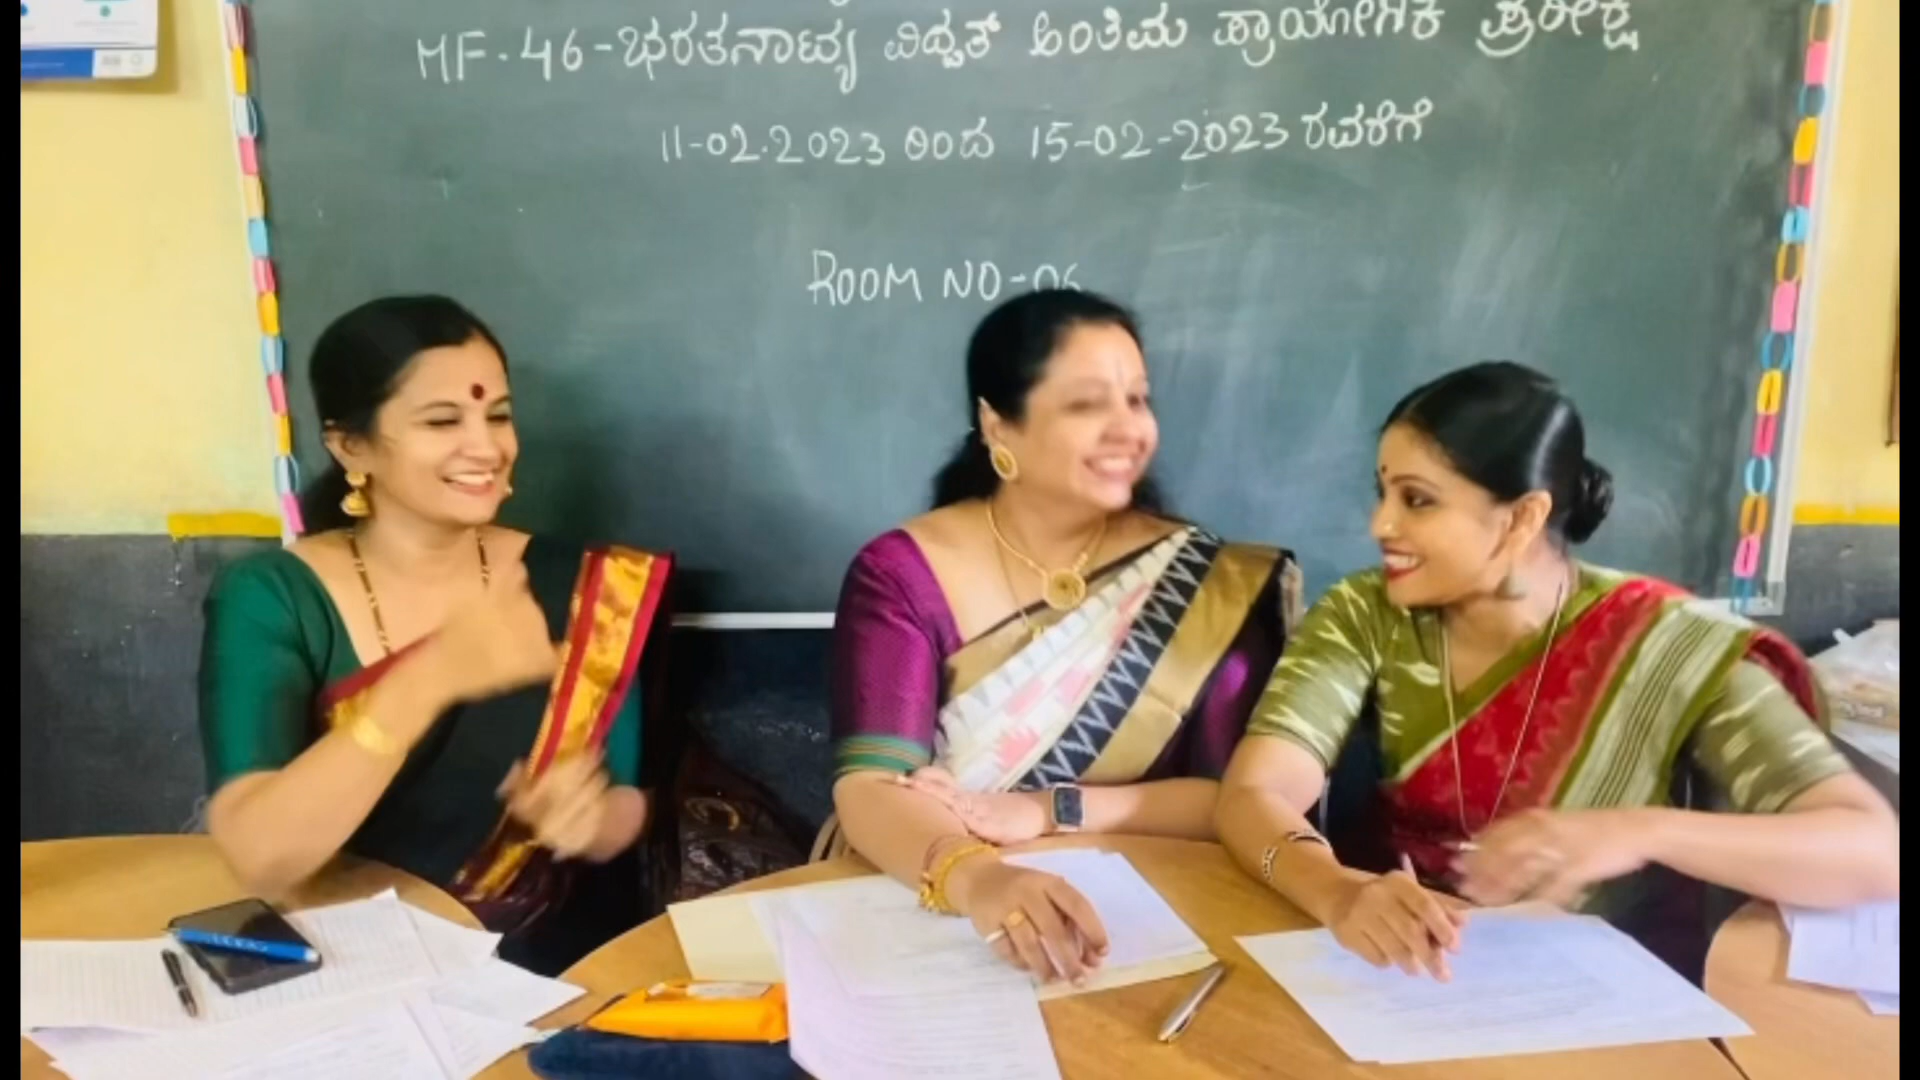 MF-46-ಭರತನಾಟ್ಯ ವಿದ್ವತ್ ಅಂತಿಮ ಪ್ರಾಯೋಗಿಕ ಪರೀಕ್ಷೆ
11-02-2023 ರಿಂದ 15-02-2023 ರವರೆಗೆ
ROOM NO-06